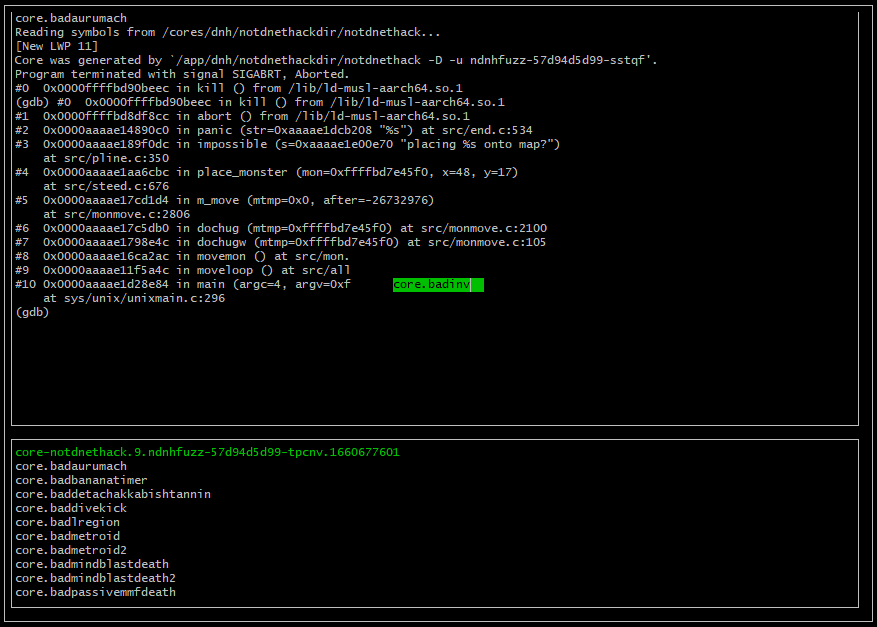 core.badaurumach
Reading symbols from /cores/dnh/notdnethackdir/notdnethack...
[New LWP 11]
Core was generated by `/app/dnh/notdnethackdir/notdnethack -D -u ndnhfuzz-57d94d5d99-sstqf'.
Program terminated with signal SIGABRT, Aborted.
#0  0x0000ffffbd90beec in kill () from /lib/ld-musl-aarch64.so.1
(gdb) #0  0x0000ffffbd90beec in kill () from /lib/ld-musl-aarch64.so.1
#1  0x0000ffffbd8df8cc in abort () from /lib/ld-musl-aarch64.so.1
#2  0x0000aaaae14890c0 in panic (str=0xaaaae1dcb208 "%s") at src/end.c:534
#3  0x0000aaaae189f0dc in impossible (s=0xaaaae1e00e70 "placing %s onto map?")
    at src/pline.c:350
#4  0x0000aaaae1aa6cbc in place_monster (mon=0xffffbd7e45f0, x=48, y=17)
    at src/steed.c:676
#5  0x0000aaaae17cd1d4 in m_move (mtmp=0x0, after=-26732976)
    at src/monmove.c:2806
#6  0x0000aaaae17c5db0 in dochug (mtmp=0xffffbd7e45f0) at src/monmove.c:2100
#7  0x0000aaaae1798e4c in dochugw (mtmp=0xffffbd7e45f0) at src/monmove.c:105
#8  0x0000aaaae16ca2ac in movemon () at src/mon.
#9  0x0000aaaae11f5a4c in moveloop () at src/all
#10 0x0000aaaae1d28e84 in main (argc=4, argv=0xf      core.badinv
    at sys/unix/unixmain.c:296
(gdb)
core-notdnethack.9.ndnhfuzz-57d94d5d99-tpcnv.1660677601
core.badaurumach
core.badbananatimer
core.baddetachakkabishtannin
core.baddivekick
core.badlregion
core.badmetroid
core.badmetroid2
core.badmindblastdeath
core.badmindblastdeath2
core.badpassivemmfdeath